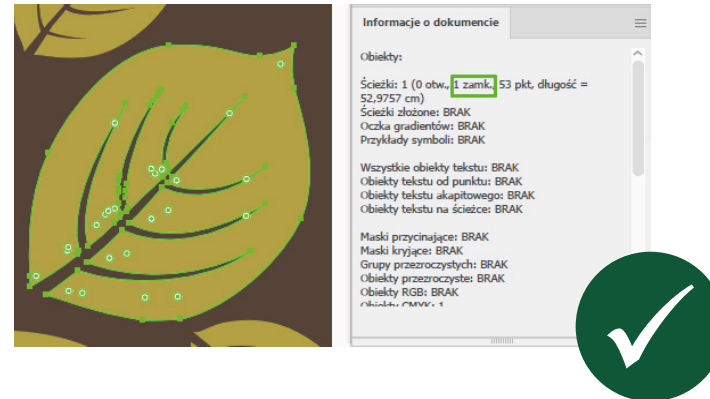 Informacje o dokumencie
Obiekty:
Ścieżki: 1 (0 otw., 1 zamk., 53 pkt, długość =
52,9757 cm)
Ścieżki złożone: BRAK
Oczka gradientów: BRAK
Przykłady symboli: BRAK
Wszystkie obiekty tekstu: BRAK
Obiekty tekstu od punktu: BRAK
Obiekty tekstu akapitowego: BRAK
Obiekty tekstu na ścieżce: BRAK
Maski przycinające: BRAK
Maski kryjące: BRAK
Grupy przezroczystych: BRAK
Obiekty przezroczyste: BRAK
Obiekty RGB: BRAK
Obiekty CMYK: 1